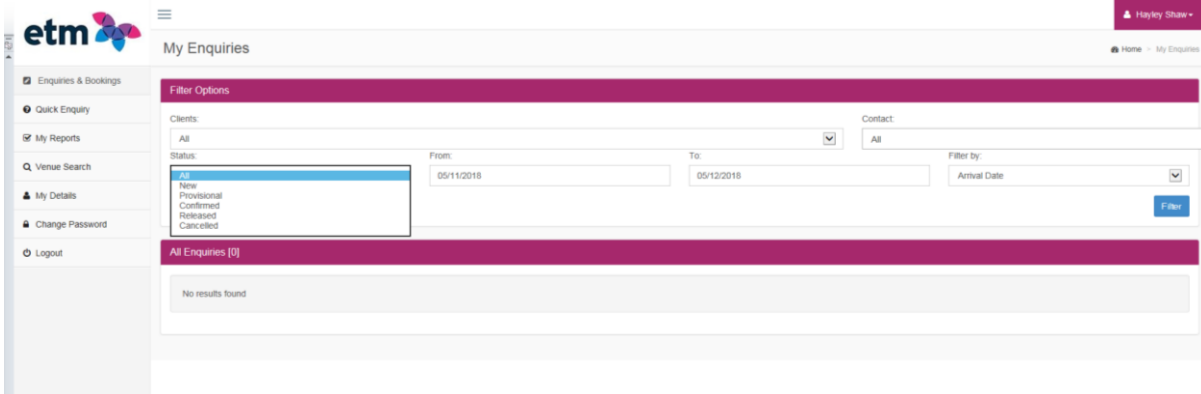 etm
Hayley Shaw
My Enquiries
Home > My Enquiries
Enquiries & Bookings
Quick Enquiry
My Reports
Venue Search
My Details
Change Password
Logout
Filter Options
Clients:
Contact:
All
All
Status:
From:
To:
Filter by:
All
05/11/2018
05/12/2018
Arrival Date
New
Provisional
Confirmed
Released
Cancelled
Filter
All Enquiries [0]
No results found